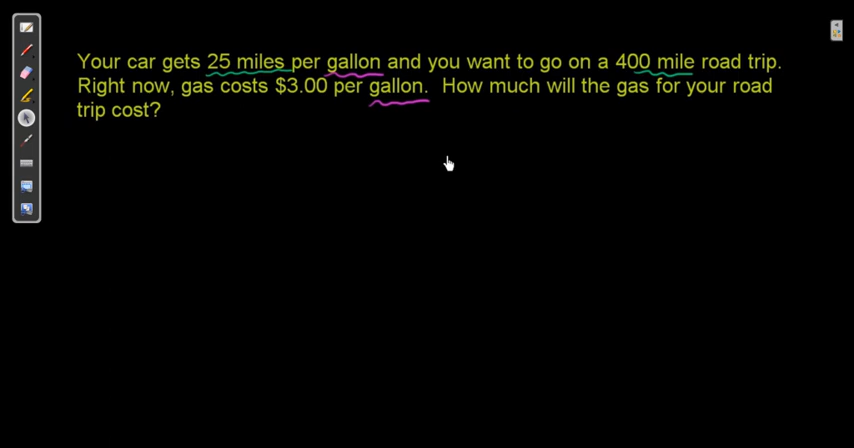 Your car gets 25 miles per gallon and you want to go on a 400 mile road trip.
Right now, gas costs $3.00 per gallon.  How much will the gas for your road
trip cost?